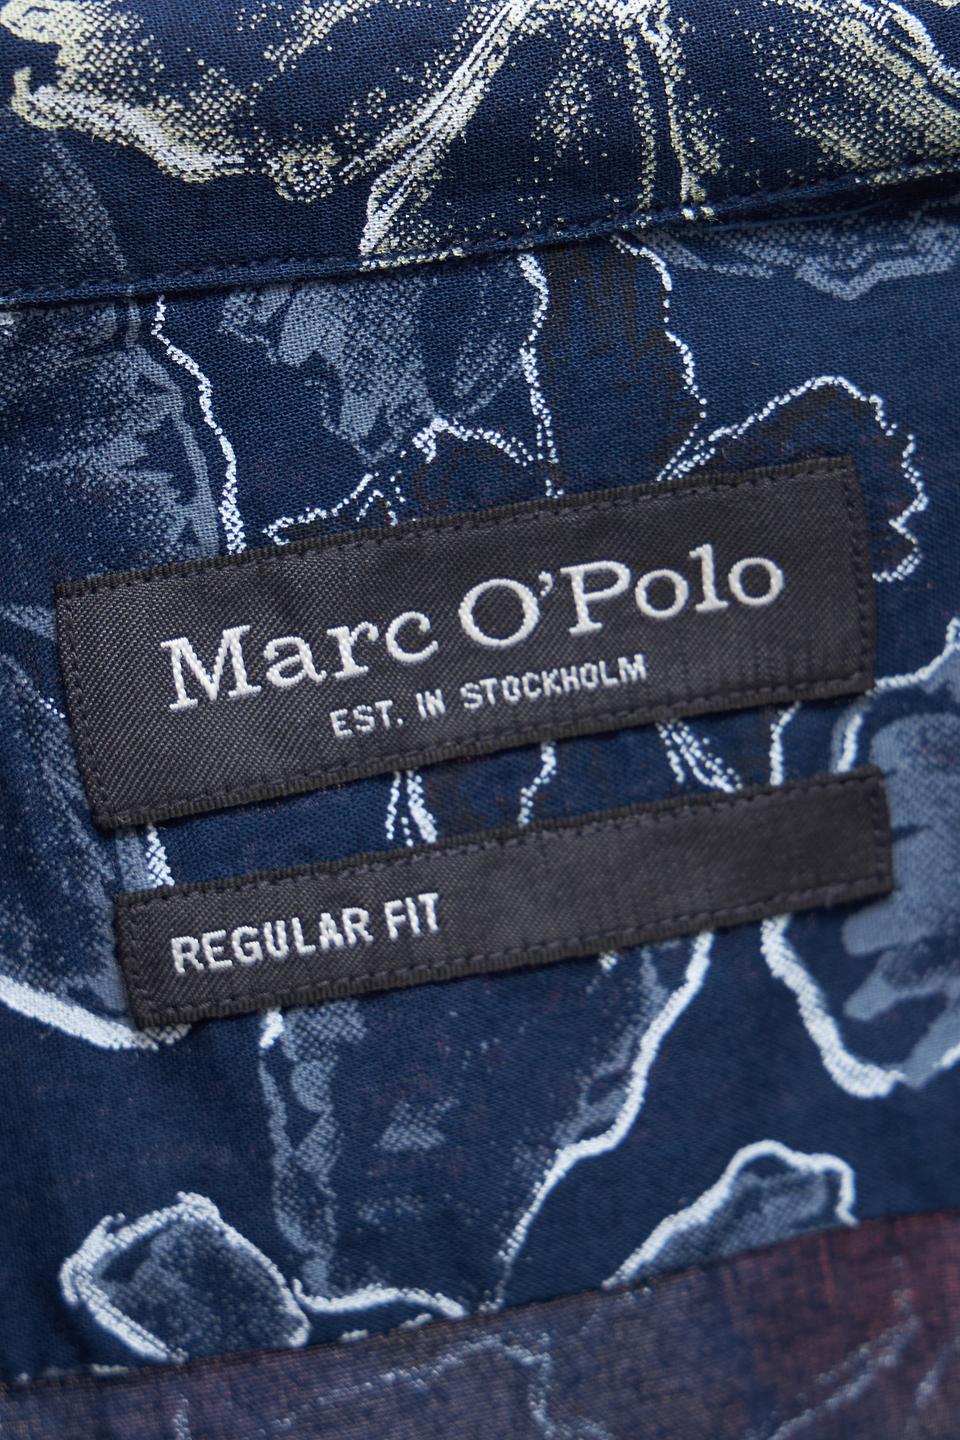 Marc O'Polo
EST. IN STOCKHOLM
REGULAR FIT